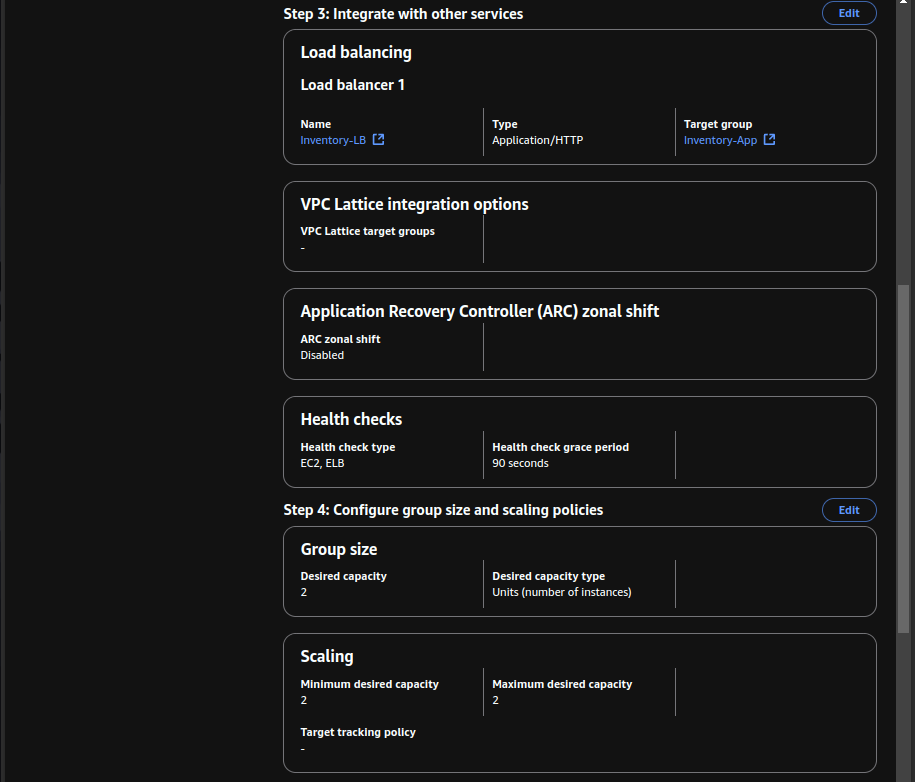 Step 3: Integrate with other services
Edit
Load balancing
Load balancer 1
Name
Inventory-LB
Type
Application/HTTP
Target group
Inventory-App
VPC Lattice integration options
VPC Lattice target groups
-
Application Recovery Controller (ARC) zonal shift
ARC zonal shift
Disabled
Health checks
Health check type
EC2, ELB
Health check grace period
90 seconds
Step 4: Configure group size and scaling policies
Edit
Group size
Desired capacity
2
Desired capacity type
Units (number of instances)
Scaling
Minimum desired capacity
2
Maximum desired capacity
2
Target tracking policy
-